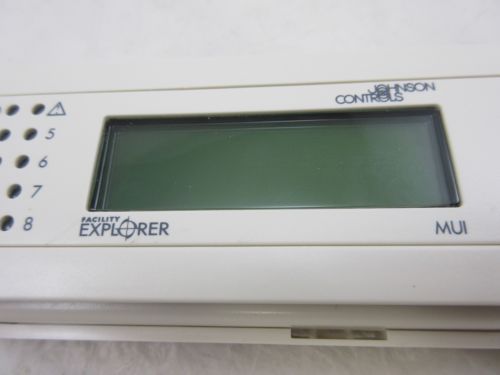 JOHNSON
CONTROLS
5
6
7
8
FACILITY
EXPLORER
MUI